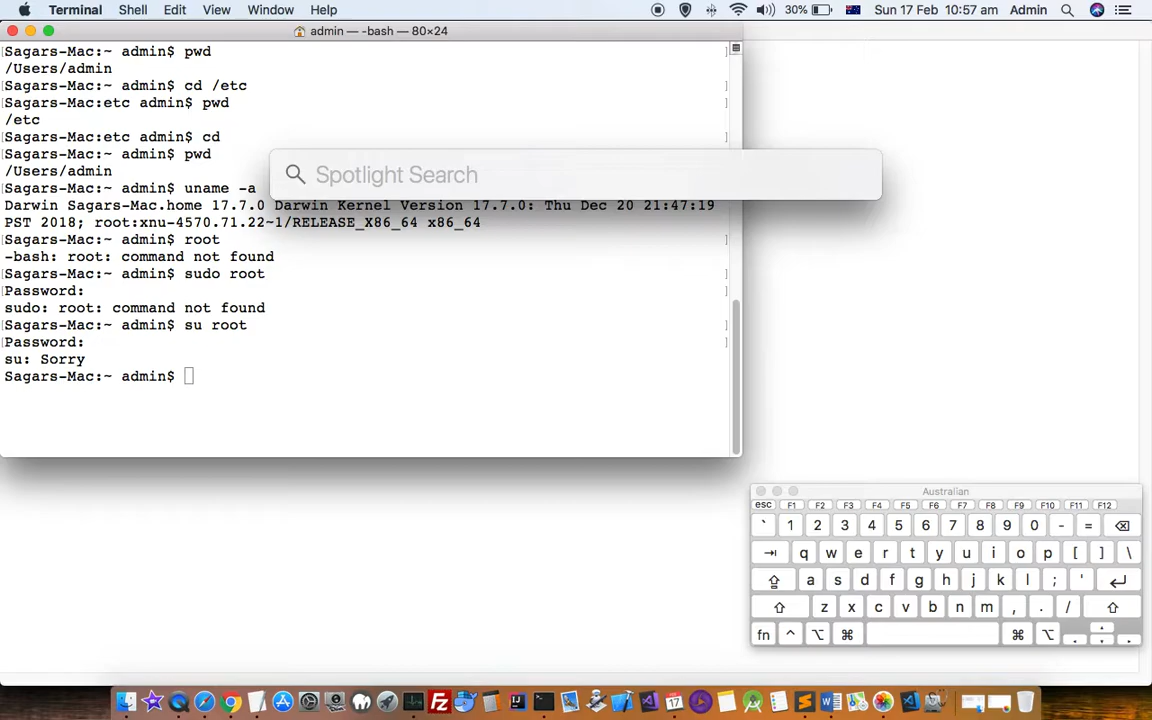 Terminal Shell Edit View Window Help 30% Sun 17 Feb 10:57 am Admin
admin — -bash — 80×24
[Sagars-Mac:~ admin$ pwd ]
/Users/admin
[Sagars-Mac:~ admin$ cd /etc ]
[Sagars-Mac:etc admin$ pwd ]
/etc
[Sagars-Mac:etc admin$ cd ]
[Sagars-Mac:~ admin$ pwd
/Users/admin
[Sagars-Mac:~ admin$ uname -a
Spotlight Search
Darwin Sagars-Mac.home 17.7.0 Darwin Kernel Version 17.7.0: Thu Dec 20 21:47:19
PST 2018; root:xnu-4570.71.22~1/RELEASE_X86_64 x86_64
[Sagars-Mac:~ admin$ root ]
-bash: root: command not found
[Sagars-Mac:~ admin$ sudo root ]
[Password: ]
sudo: root: command not found
[Sagars-Mac:~ admin$ su root ]
[Password: ]
su: Sorry
Sagars-Mac:~ admin$
Australian
esc F1 F2 F3 F4 F5 F6 F7 F8 F9 F10 F11 F12
` 1 2 3 4 5 6 7 8 9 0 - =
q w e r t y u i o p [ ] \
a s d f g h j k l ; '
z x c v b n m , . /
fn ^ ⌥ ⌘ ⌘ ⌥
17